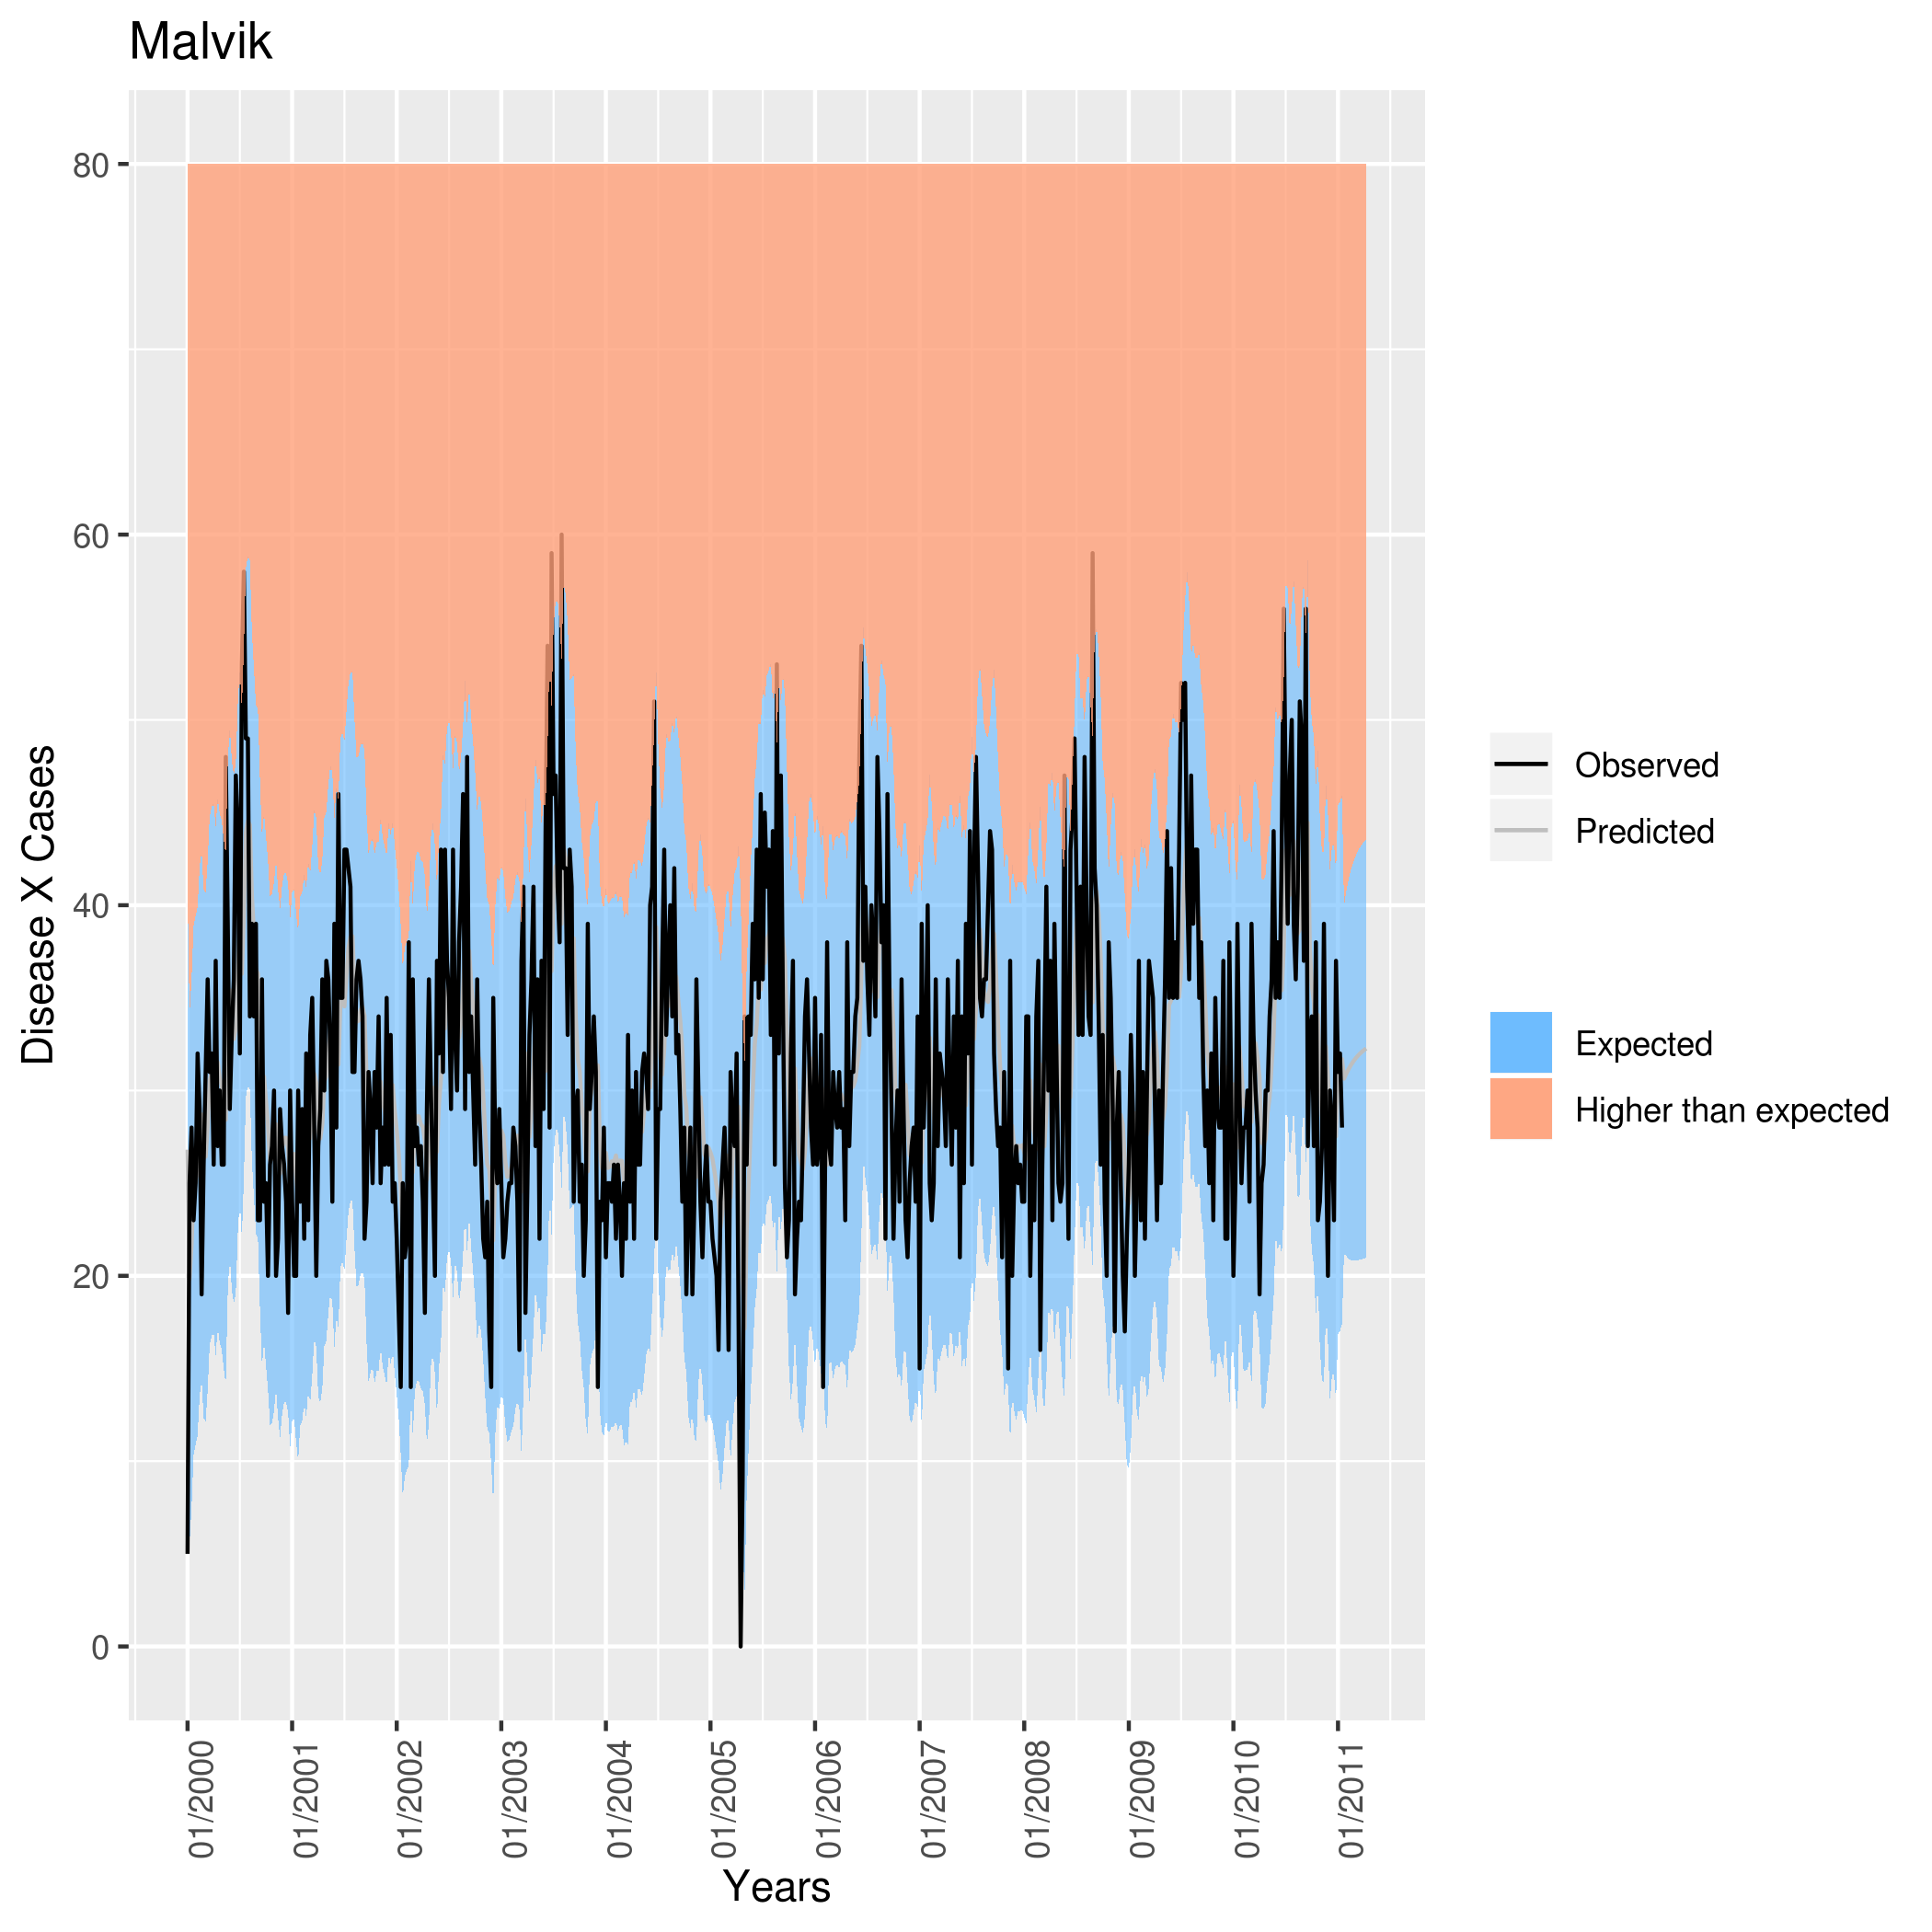 Malvik
80
60
40
20
0
Disease X Cases
01/2000
01/2001
01/2002
01/2003
01/2004
01/2005
01/2006
01/2007
01/2008
01/2009
01/2010
01/2011
Years
Observed
Predicted
Expected
Higher than expected